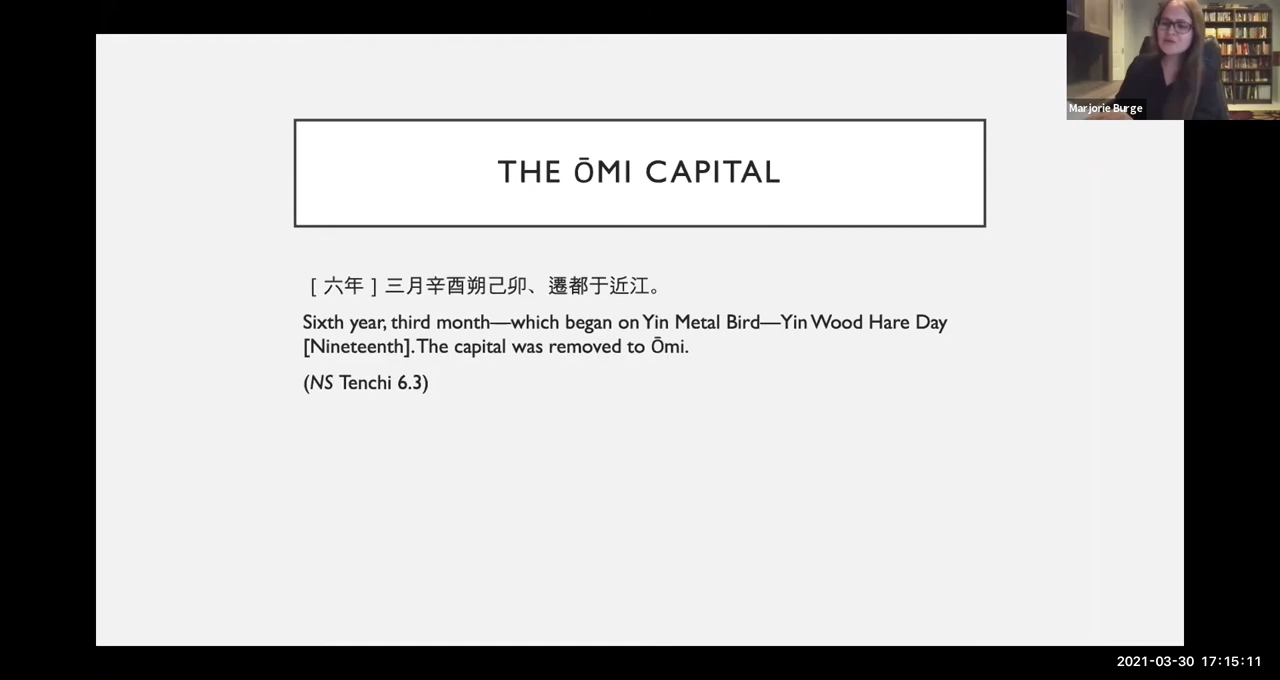 Marjorie Burge
THE ŌMI CAPITAL
[ 六年 ] 三月辛酉朔己卯、遷都于近江。
Sixth year, third month—which began on Yin Metal Bird—Yin Wood Hare Day
[Nineteenth]. The capital was removed to Ōmi.
(NS Tenchi 6.3)
2021-03-30 17:15:11